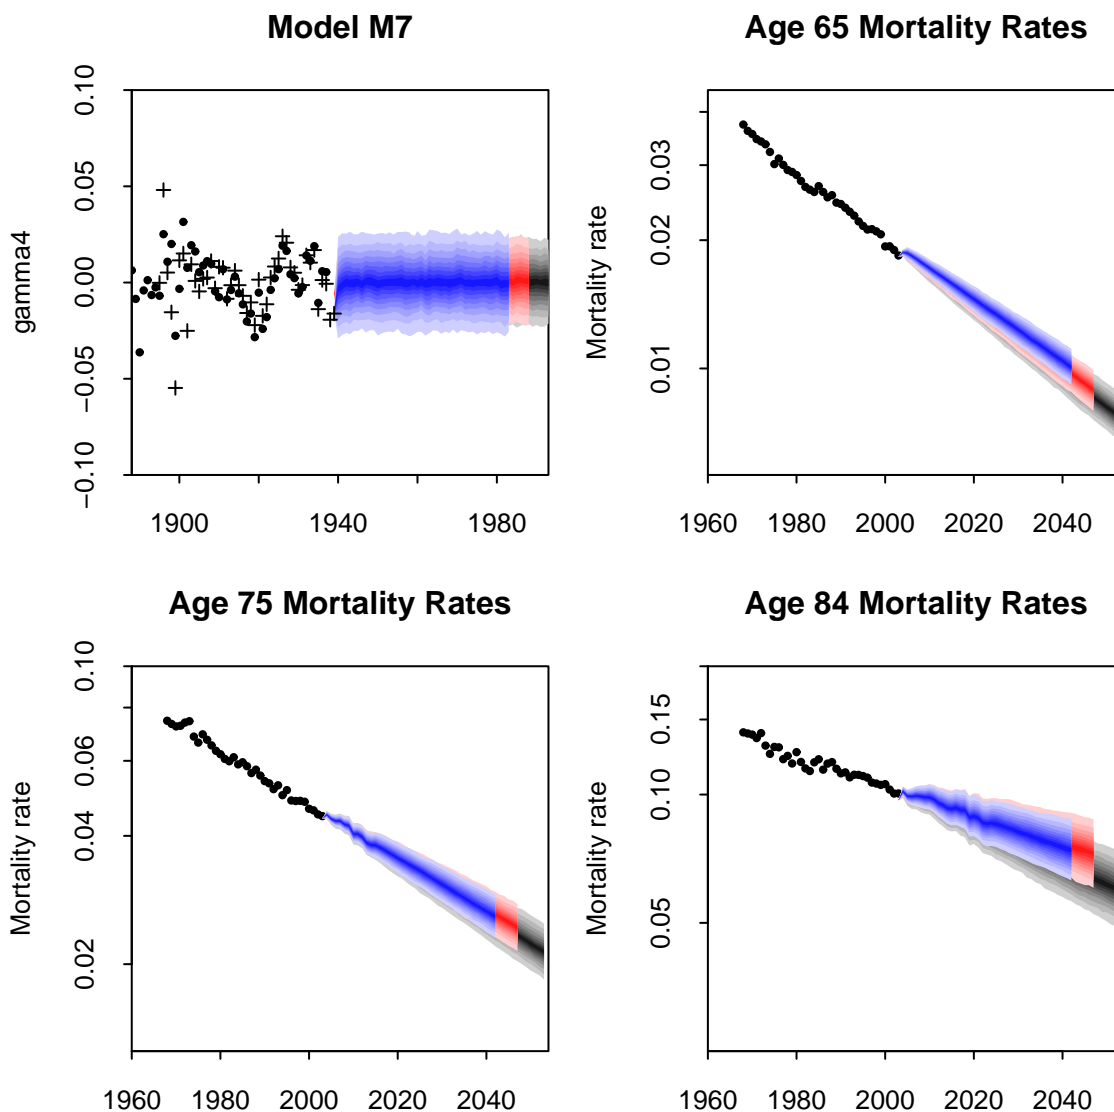 Model M7
gamma4
0.10
0.05
0.00
−0.05
−0.10
1900 1940 1980
Age 65 Mortality Rates
Mortality rate
0.03
0.02
0.01
1960 1980 2000 2020 2040
Age 75 Mortality Rates
Mortality rate
0.10
0.06
0.04
0.02
1960 1980 2000 2020 2040
Age 84 Mortality Rates
Mortality rate
0.15
0.10
0.05
1960 1980 2000 2020 2040